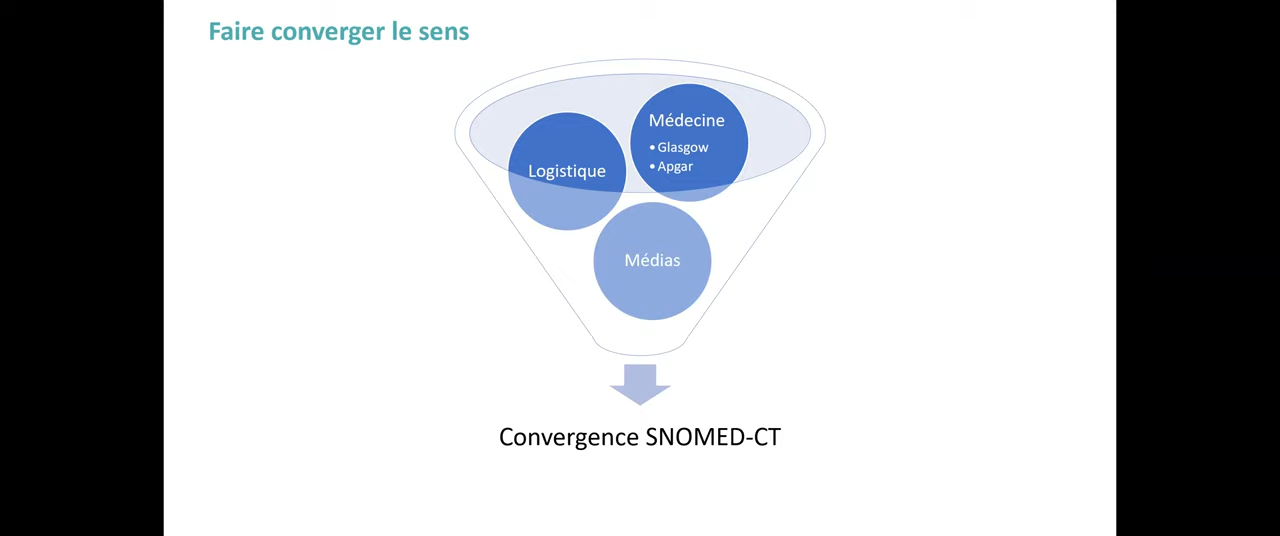 Faire converger le sens
Médecine
• Glasgow
• Apgar
Logistique
Médias
Convergence SNOMED-CT